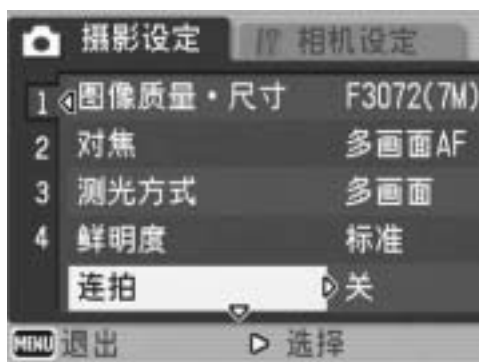 摄影设定 相机设定
1 图像质量・尺寸 F3072(7M)
2 对焦 多画面AF
3 测光方式 多画面
4 鲜明度 标准
连拍 关
MENU 退出 选择